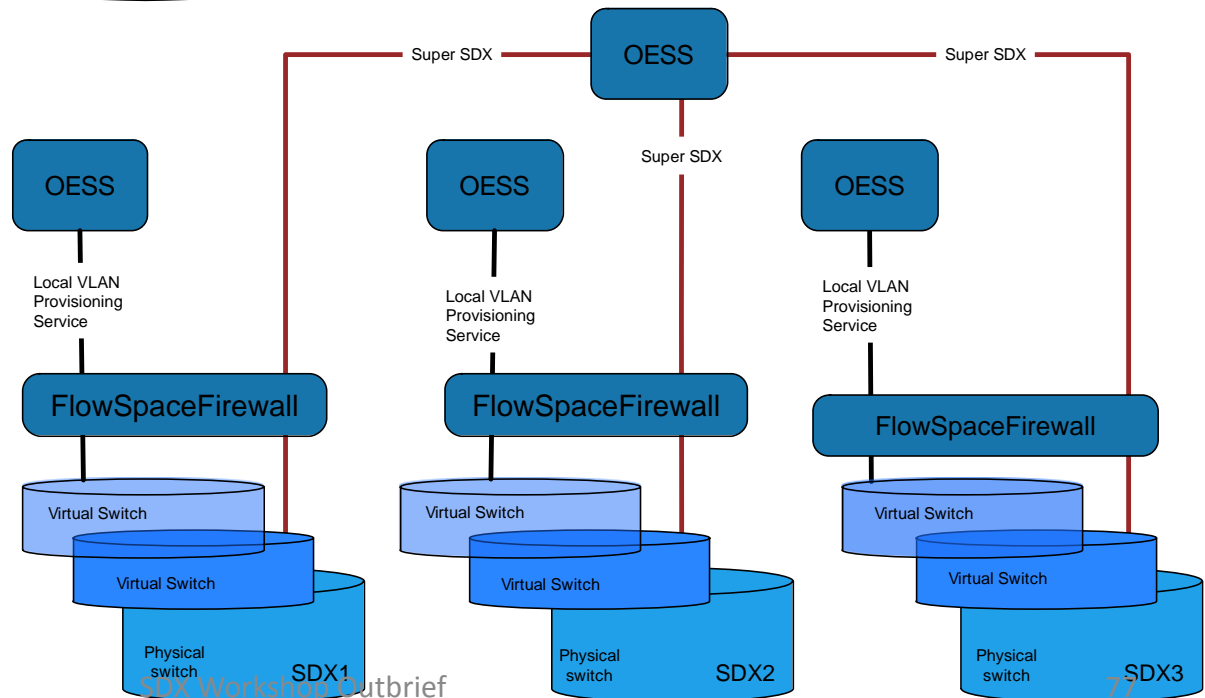 Super SDX
OESS
Super SDX
Super SDX
OESS
OESS
OESS
Local VLAN
Provisioning
Service
Local VLAN
Provisioning
Service
Local VLAN
Provisioning
Service
FlowSpaceFirewall
FlowSpaceFirewall
FlowSpaceFirewall
Virtual Switch
Virtual Switch
Virtual Switch
Virtual Switch
Virtual Switch
Virtual Switch
Physical
switch
SDX1
Physical
switch
SDX2
Physical
switch
SDX3
SDX Workshop Outbrief
77